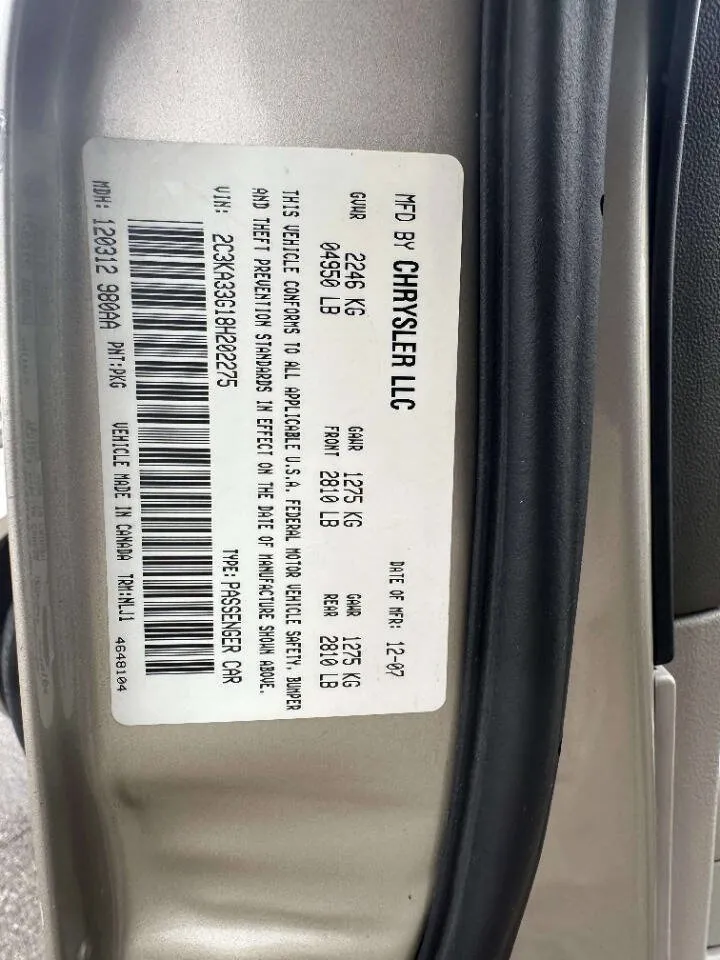 MFD BY CHRYSLER LLC
DATE OF MFR: 12-07
GVWR 2246 KG
04950 LB
GAWR 1275 KG
FRONT 2810 LB
GAWR 1275 KG
REAR 2810 LB
THIS VEHICLE CONFORMS TO ALL APPLICABLE U.S.A. FEDERAL MOTOR VEHICLE SAFETY, BUMPER
AND THEFT PREVENTION STANDARDS IN EFFECT ON THE DATE OF MANUFACTURE SHOWN ABOVE.
VIN: 2C3KA33G18H202275
TYPE: PASSENGER CAR
MDH: 120312 980AA PNT:PKG VEHICLE MADE IN CANADA TRM:NLJ1 4648104